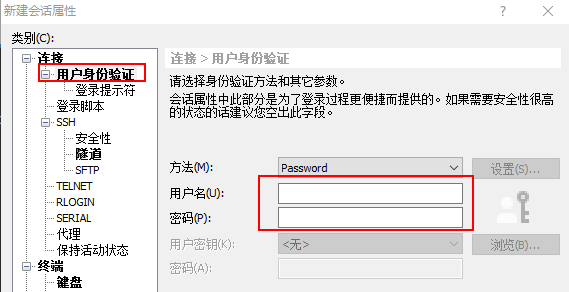 新建会话属性
类别(C):
连接
用户身份验证
登录提示符
登录脚本
SSH
安全性
隧道
SFTP
TELNET
RLOGIN
SERIAL
代理
保持活动状态
终端
键盘
连接 > 用户身份验证
请选择身份验证方法和其它参数。
会话属性中此部分是为了登录过程更便捷而提供的。如果需要安全性很高
的状态的话建议您空出此字段。
方法(M): Password 设置(S)...
用户名(U):
密码(P):
用户密钥(K): <无> 浏览(B)...
密码(A):